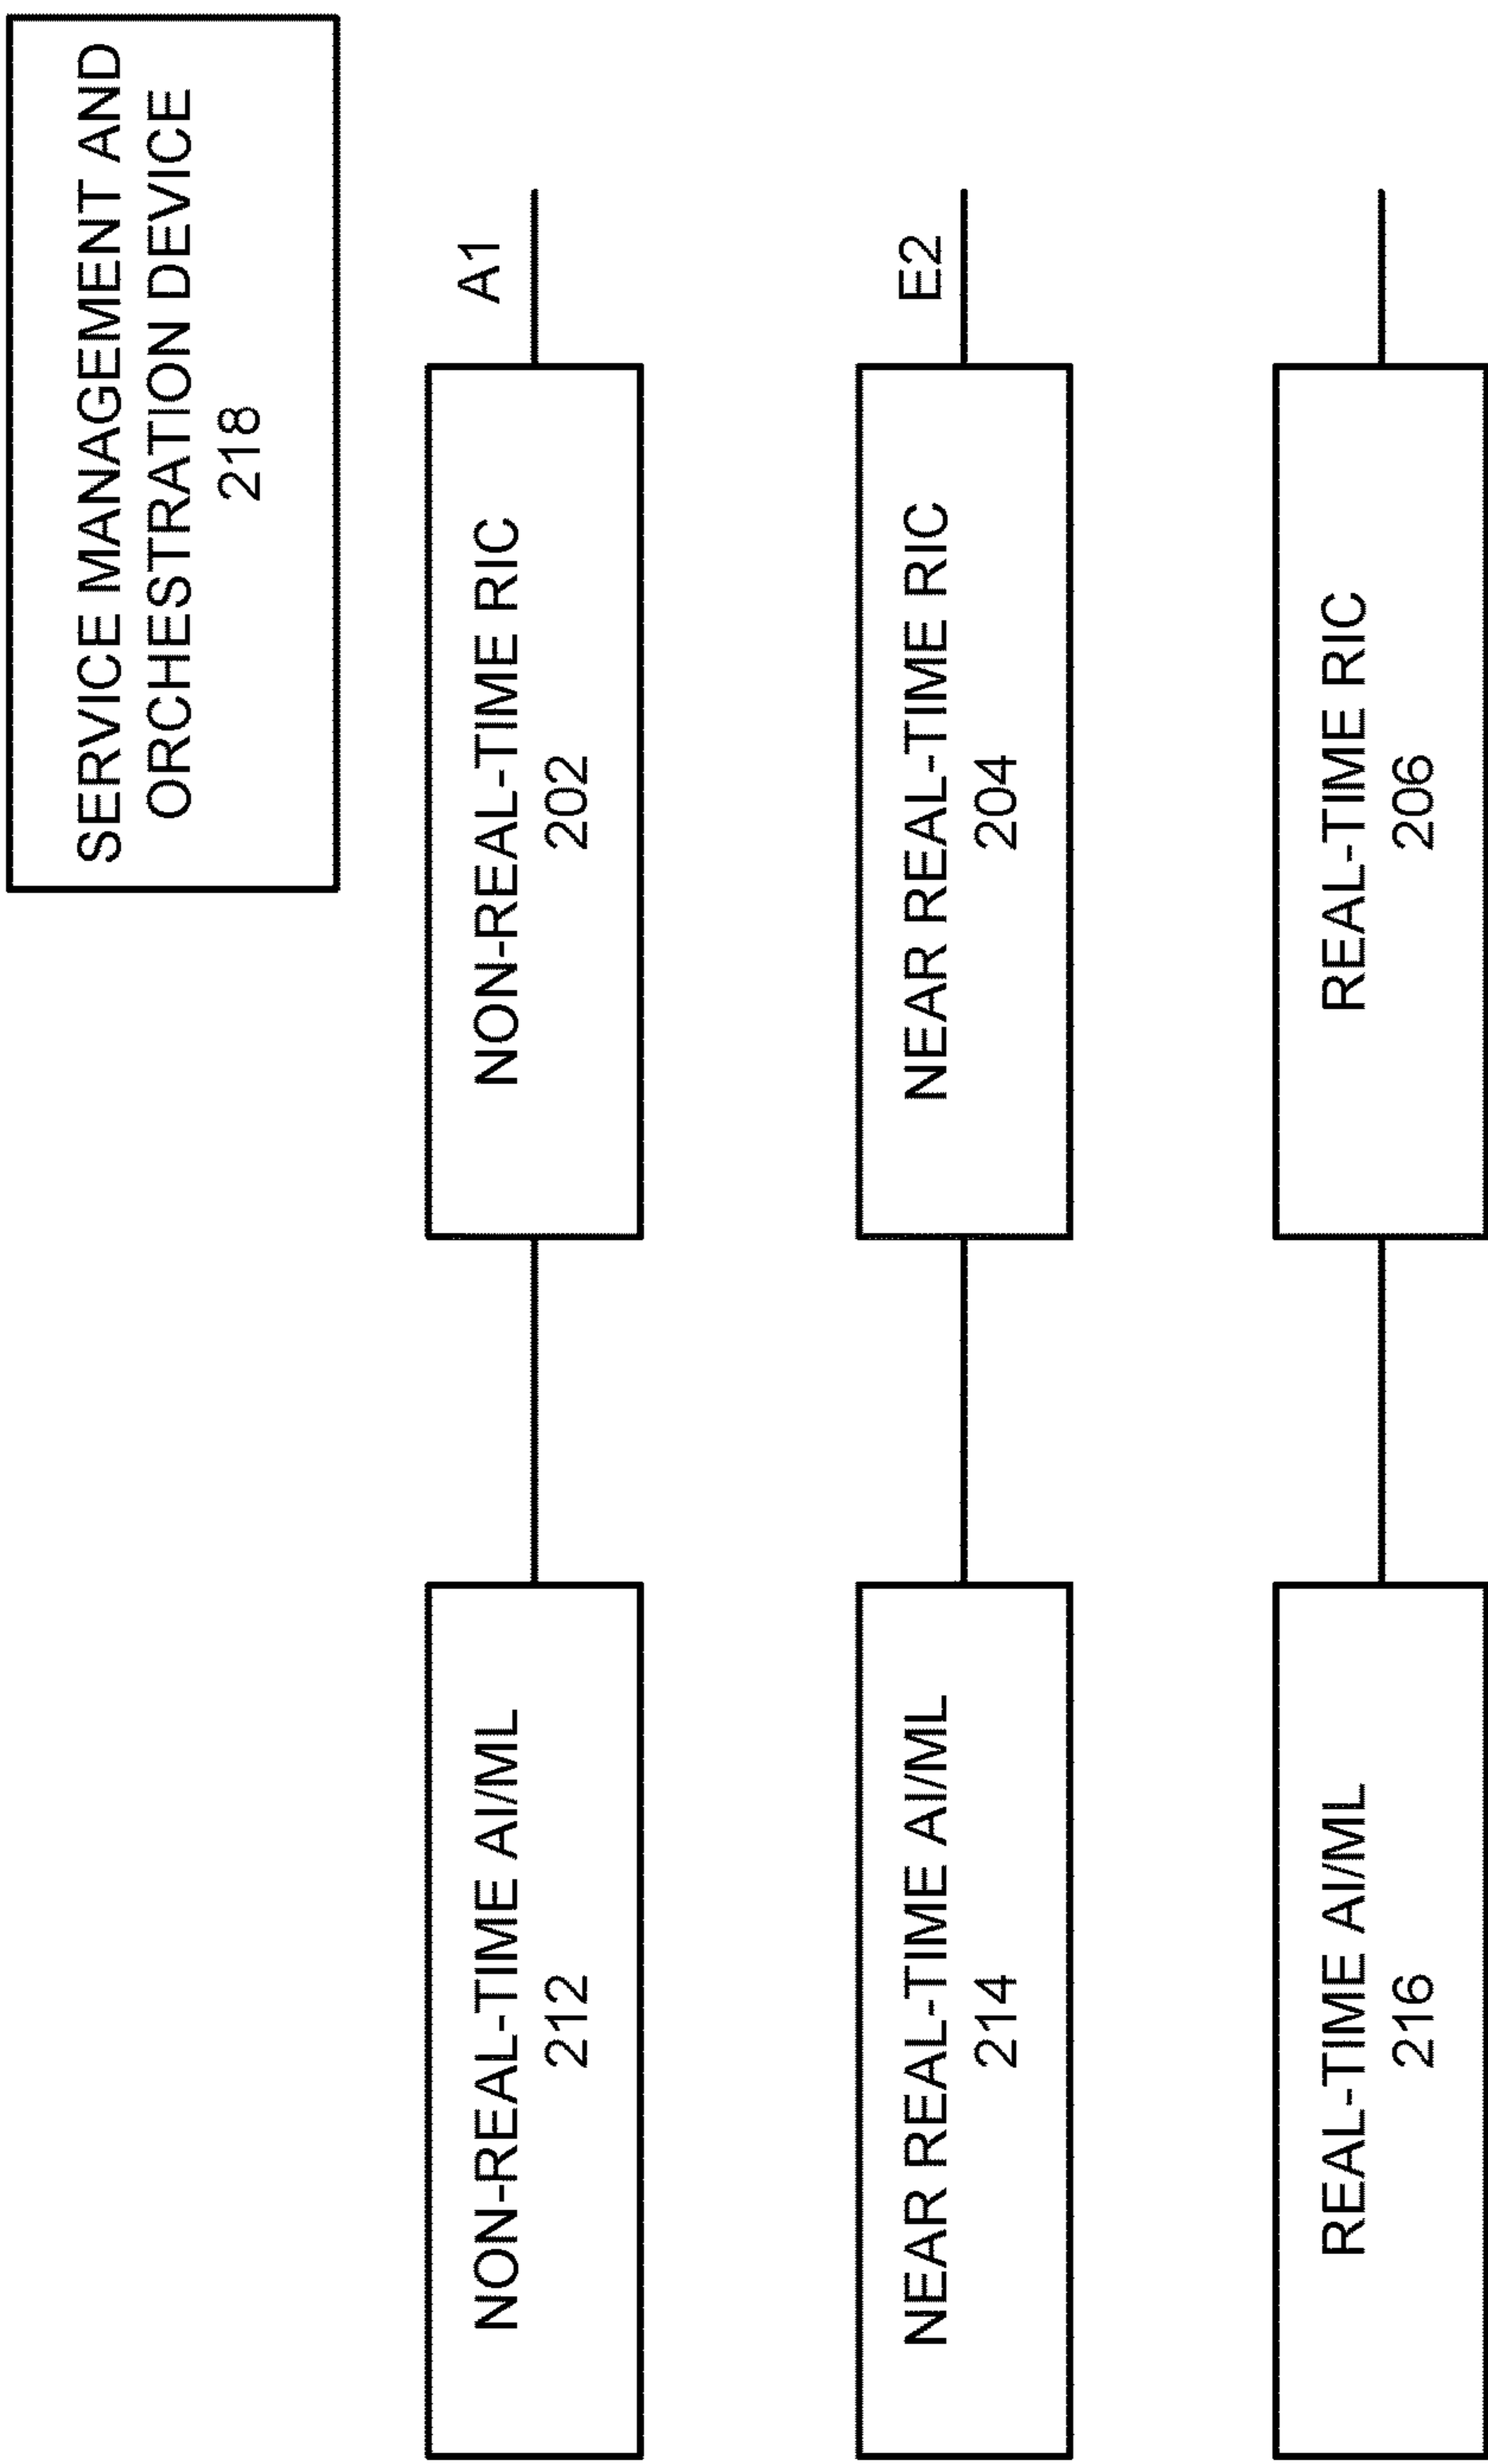 SERVICE MANAGEMENT AND
ORCHESTRATION DEVICE
218
NON-REAL-TIME AI/ML
212
NON-REAL-TIME RIC
202
A1
NEAR REAL-TIME AI/ML
214
NEAR REAL-TIME RIC
204
E2
REAL-TIME AI/ML
216
REAL-TIME RIC
206